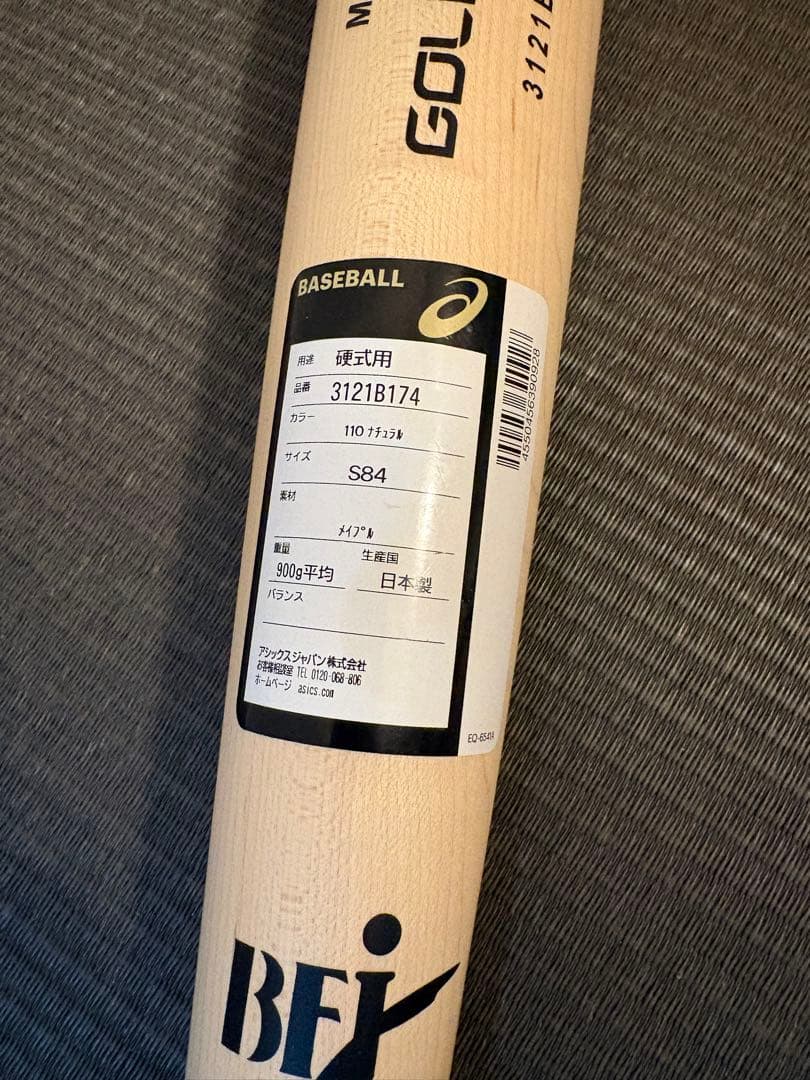 M
GOL
3121B
BASEBALL
用途 硬式用
品番 3121B174
カラー
110 ナチュラル
サイズ
S84
素材
メイプル
重量 生産国
900g平均 日本製
バランス
アシックスジャパン株式会社
お客様相談室 TEL 0120-068-806
ホームページ asics.com
4550456390928
EQ-6541A
BFJ